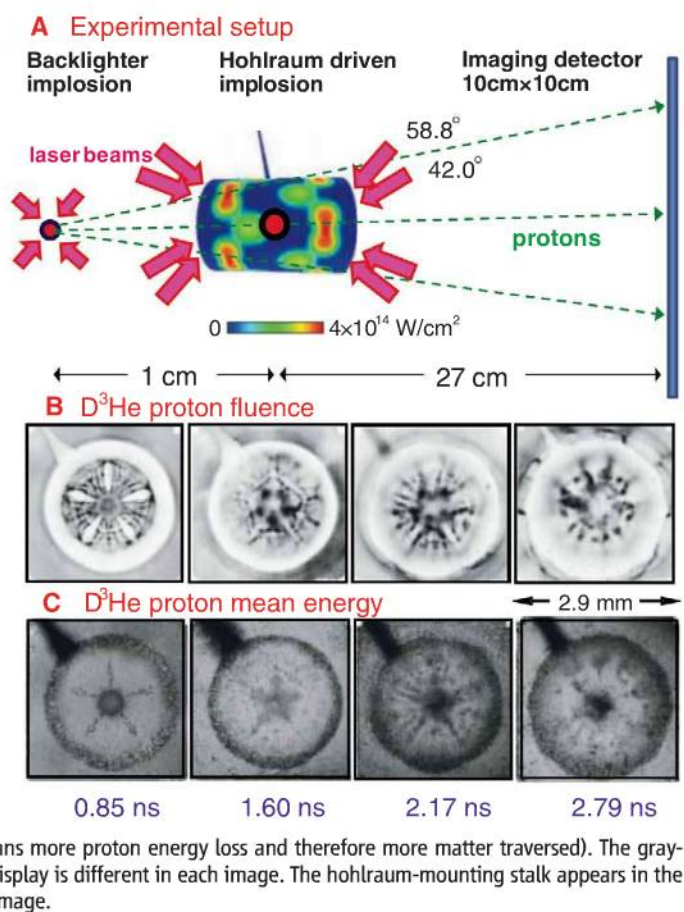 A Experimental setup
Backlighter
implosion
Hohlraum driven
implosion
Imaging detector
10cm×10cm
58.8°
laser beams
42.0°
protons
0
4×10¹⁴ W/cm²
1 cm
27 cm
B D³He proton fluence
C D³He proton mean energy
2.9 mm
0.85 ns
1.60 ns
2.17 ns
2.79 ns
ans more proton energy loss and therefore more matter traversed). The gray-
isplay is different in each image. The hohlraum-mounting stalk appears in the
mage.